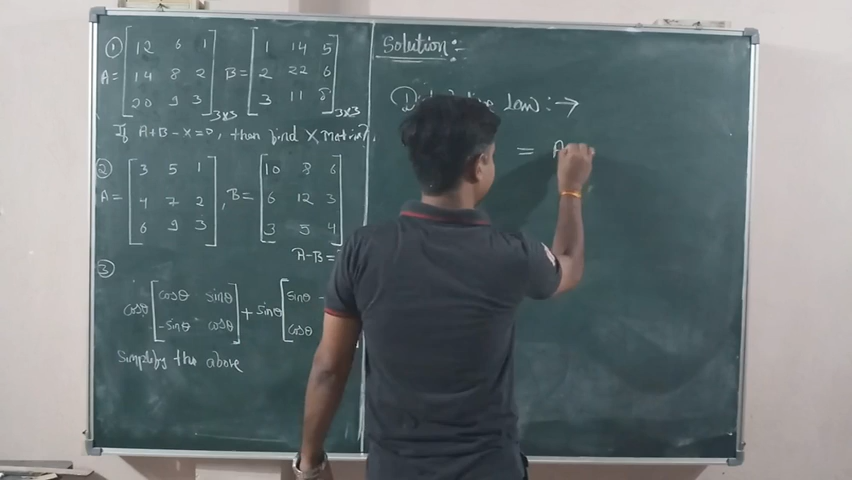 ① A = [ 12 6 1
14 8 2
20 9 3 ] 3×3
B = [ 1 14 5
2 22 6
3 11 8 ] 3×3
If A+B-X=0, then find X Matrix.
② A = [ 3 5 1
4 7 2
6 9 3 ]
, B = [ 10 8 6
6 12 3
3 5 4 ]
A-B=
③ cosθ [ cosθ sinθ
-sinθ cosθ ]
+ sinθ [ sinθ -
cosθ
Simplify the above
Solution:-
Law :→
= A